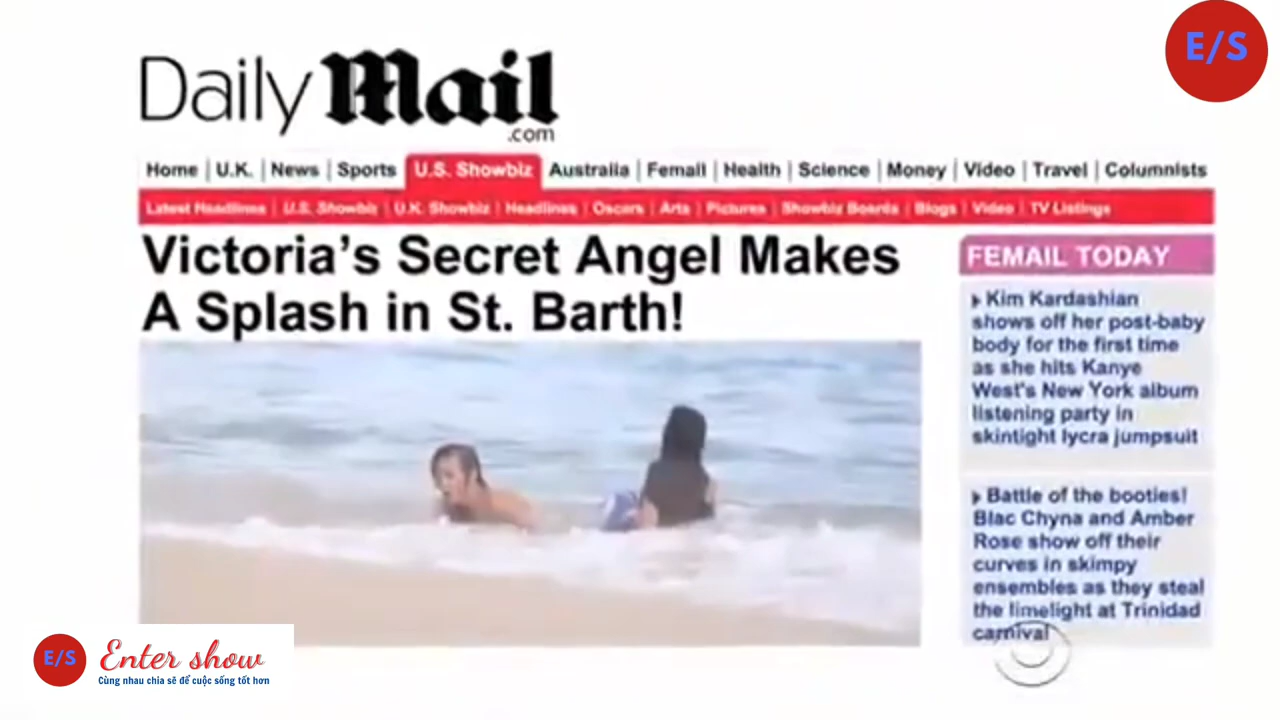 E/S
Daily Mail
.com
Home | U.K. | News | Sports | U.S. Showbiz | Australia | Femail | Health | Science | Money | Video | Travel | Columnists
Latest Headlines | U.S. Showbiz | U.K. Showbiz | Headlines | Oscars | Arts | Pictures | Showbiz Boards | Blogs | Video | TV Listings
Victoria's Secret Angel Makes
A Splash in St. Barth!
FEMAIL TODAY
Kim Kardashian
shows off her post-baby
body for the first time
as she hits Kanye
West's New York album
listening party in
skintight lycra jumpsuit
Battle of the booties!
Blac Chyna and Amber
Rose show off their
curves in skimpy
ensembles as they steal
the limelight at Trinidad
carnival
E/S Enter show
Cùng nhau chia sẽ để cuộc sống tốt hơn